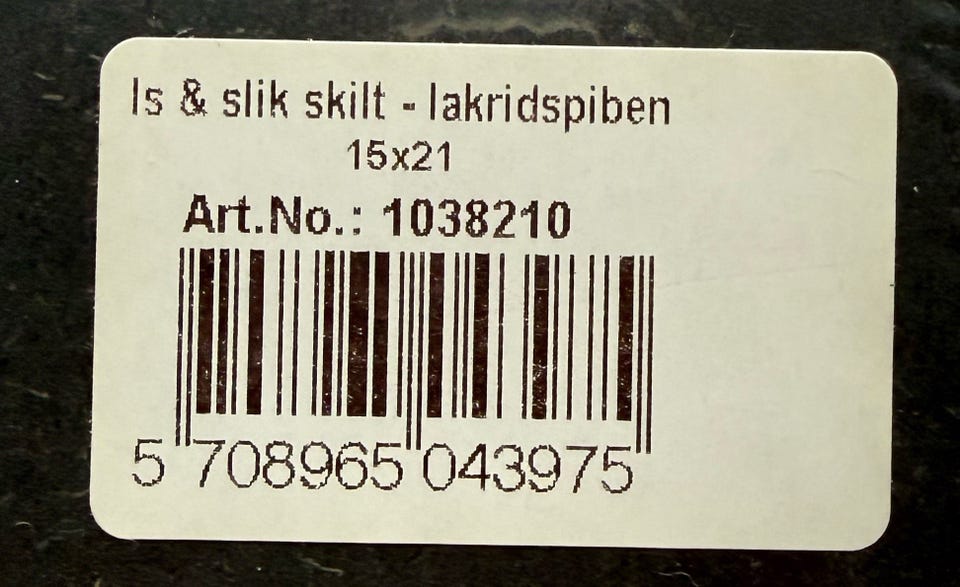 Is & slik skilt - lakridspiben
15x21
Art.No.: 1038210
5 708965 043975